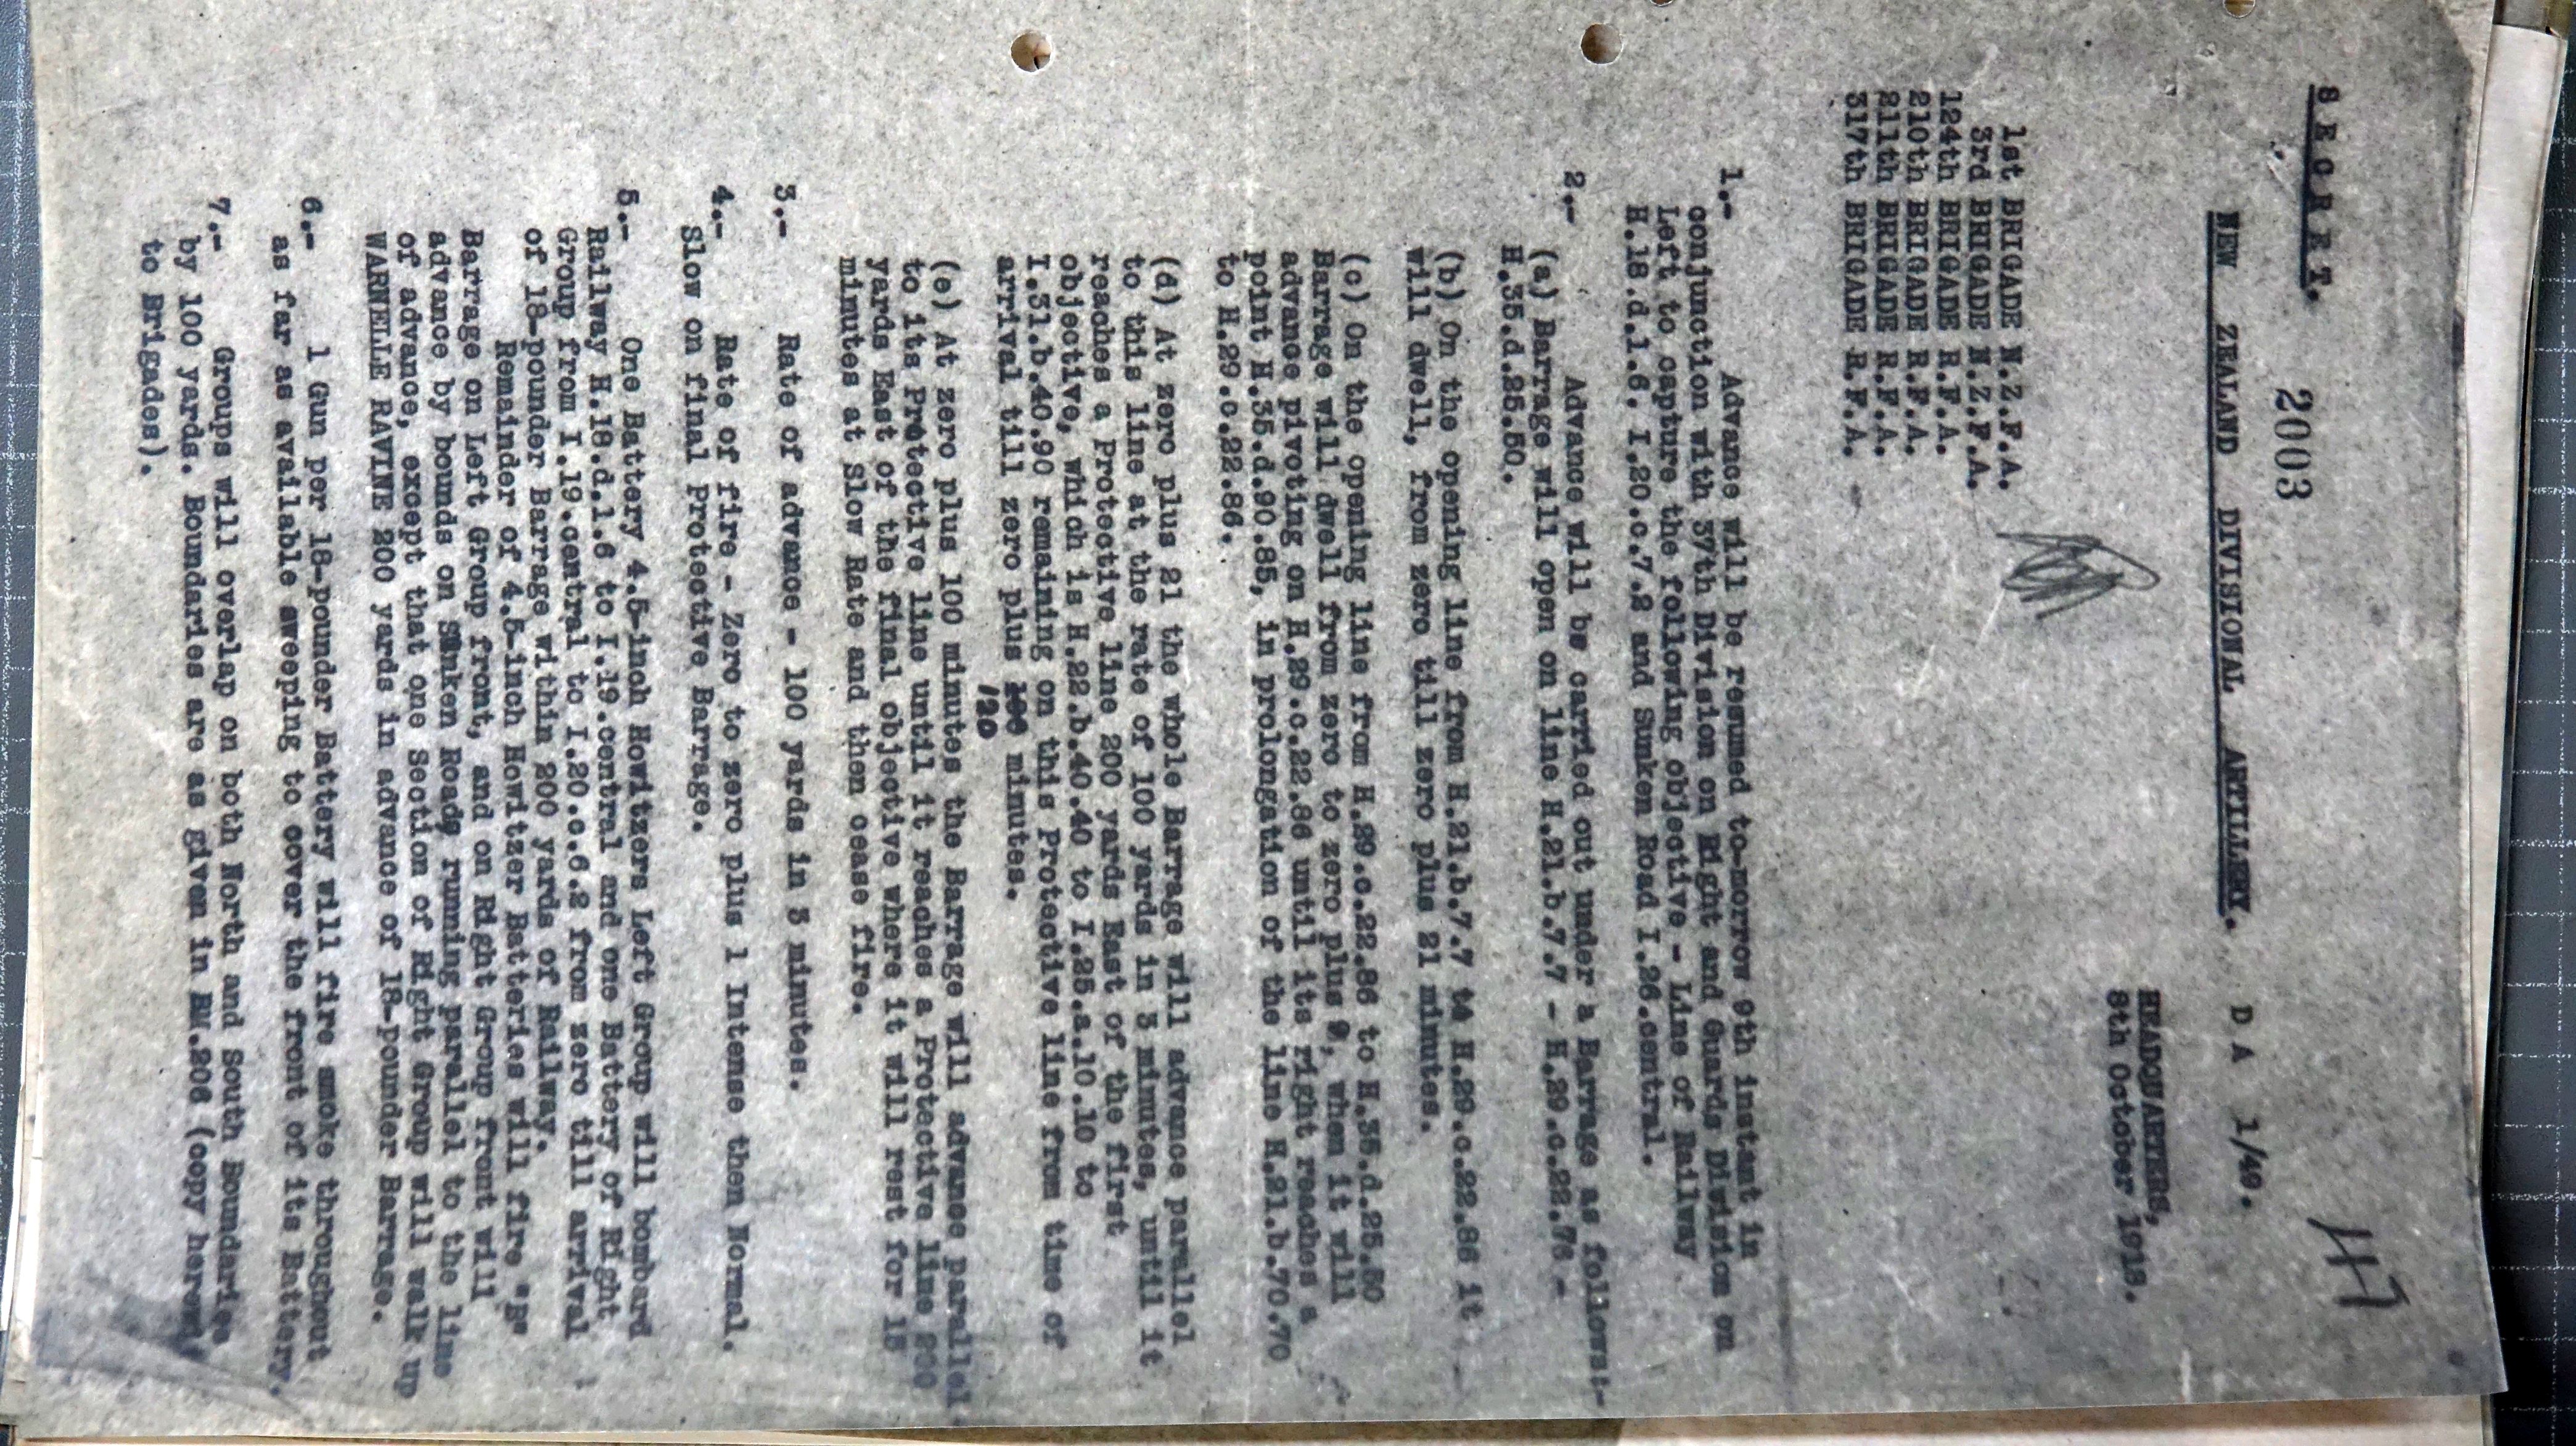 S E C R E T.
2003
117
NEW ZEALAND DIVISIONAL ARTILLERY. D A 1/49.
HEADQUARTERS,
8th October 1918.
1st BRIGADE N.Z.F.A.
3rd BRIGADE N.Z.F.A.
124th BRIGADE R.F.A.
210th BRIGADE R.F.A.
211th BRIGADE R.F.A.
317th BRIGADE R.F.A.
1.- Advance will be resumed to-morrow 9th instant in
conjunction with 37th Division on Right and Guards Division on
Left to capture the following objective - Line of Railway
H.18.d.1.6. I.20.c.7.2 and Sunken Road I.26.central.
2.- Advance will be carried out under a Barrage as follows:-
(a) Barrage will open on line H.21.b.7.7 - H.29.c.22.76 -
H.35.d.25.50.
(b) On the opening line from H.21.b.7.7 to H.29.c.22.86 it
will dwell, from zero till zero plus 21 minutes.
(c) On the opening line from H.29.c.22.86 to H.35.d.25.50
Barrage will dwell from zero to zero plus 9, when it will
advance pivoting on H.29.c.22.86 until its right reaches a
point H.35.d.90.85, in prolongation of the line H.21.b.70.70
to H.29.c.22.86.
(d) At zero plus 21 the whole Barrage will advance parallel
to this line at the rate of 100 yards in 3 minutes, until it
reaches a Protective line 200 yards East of the first
objective, which is H.22.b.40.40 to I.25.a.10.10 to
I.31.b.40.90 remaining on this Protective line from time of
arrival till zero plus 120 minutes.
(e) At zero plus 100 minutes the Barrage will advance parallel
to its Protective line until it reaches a Protective line 200
yards East of the final objective where it will rest for 15
minutes at Slow Rate and then cease fire.
3.- Rate of advance - 100 yards in 3 minutes.
4.- Rate of fire - Zero to zero plus 1 Intense then Normal.
Slow on final Protective Barrage.
5.- One Battery 4.5-inch Howitzers Left Group will bombard
Railway H.18.d.1.6 to I.19.central and one Battery of Right
Group from I.19.central to I.20.c.6.2 from zero till arrival
of 18-pounder Barrage within 200 yards of Railway.
Remainder of 4.5-inch Howitzer Batteries will fire "B"
Barrage on Left Group front, and on Right Group front will
advance by bounds on Sunken Roads running parallel to the line
of advance, except that one Section of Right Group will walk up
WARNELLE RAVINE 200 yards in advance of 18-pounder Barrage.
6.- 1 Gun per 18-pounder Battery will fire smoke throughout
as far as available sweeping to cover the front of its Battery.
7.- Groups will overlap on both North and South Boundaries
by 100 yards. Boundaries are as given in BM.206 (copy herewith
to Brigades).